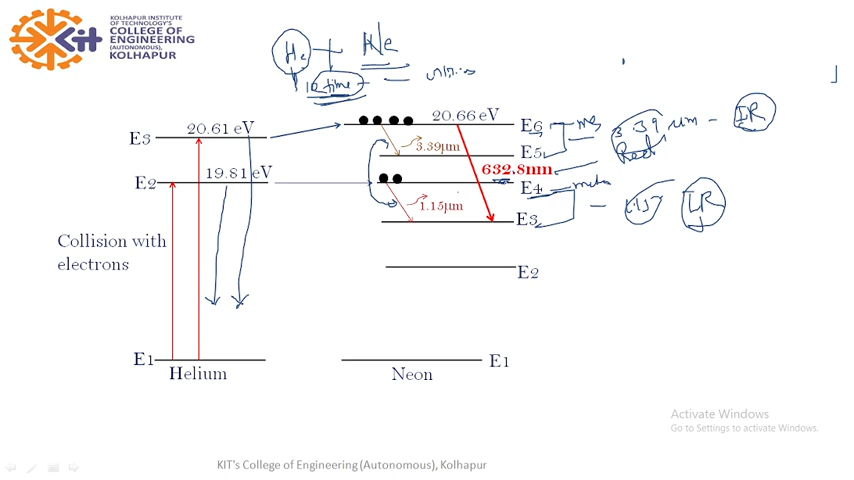 KOLHAPUR INSTITUTE
OF TECHNOLOGY'S
COLLEGE OF
ENGINEERING
(AUTONOMOUS),
KOLHAPUR
He + Ne
10 time
20.61 eV
E3
20.66 eV
E6
3.39 μm - IR
3.39μm
E5
Red
632.8nm
19.81 eV
E2
E4
1.15μm
E3
1.15 IR
Collision with
electrons
E2
E1
E1
Helium
Neon
Activate Windows
Go to Settings to activate Windows.
KIT's College of Engineering (Autonomous), Kolhapur